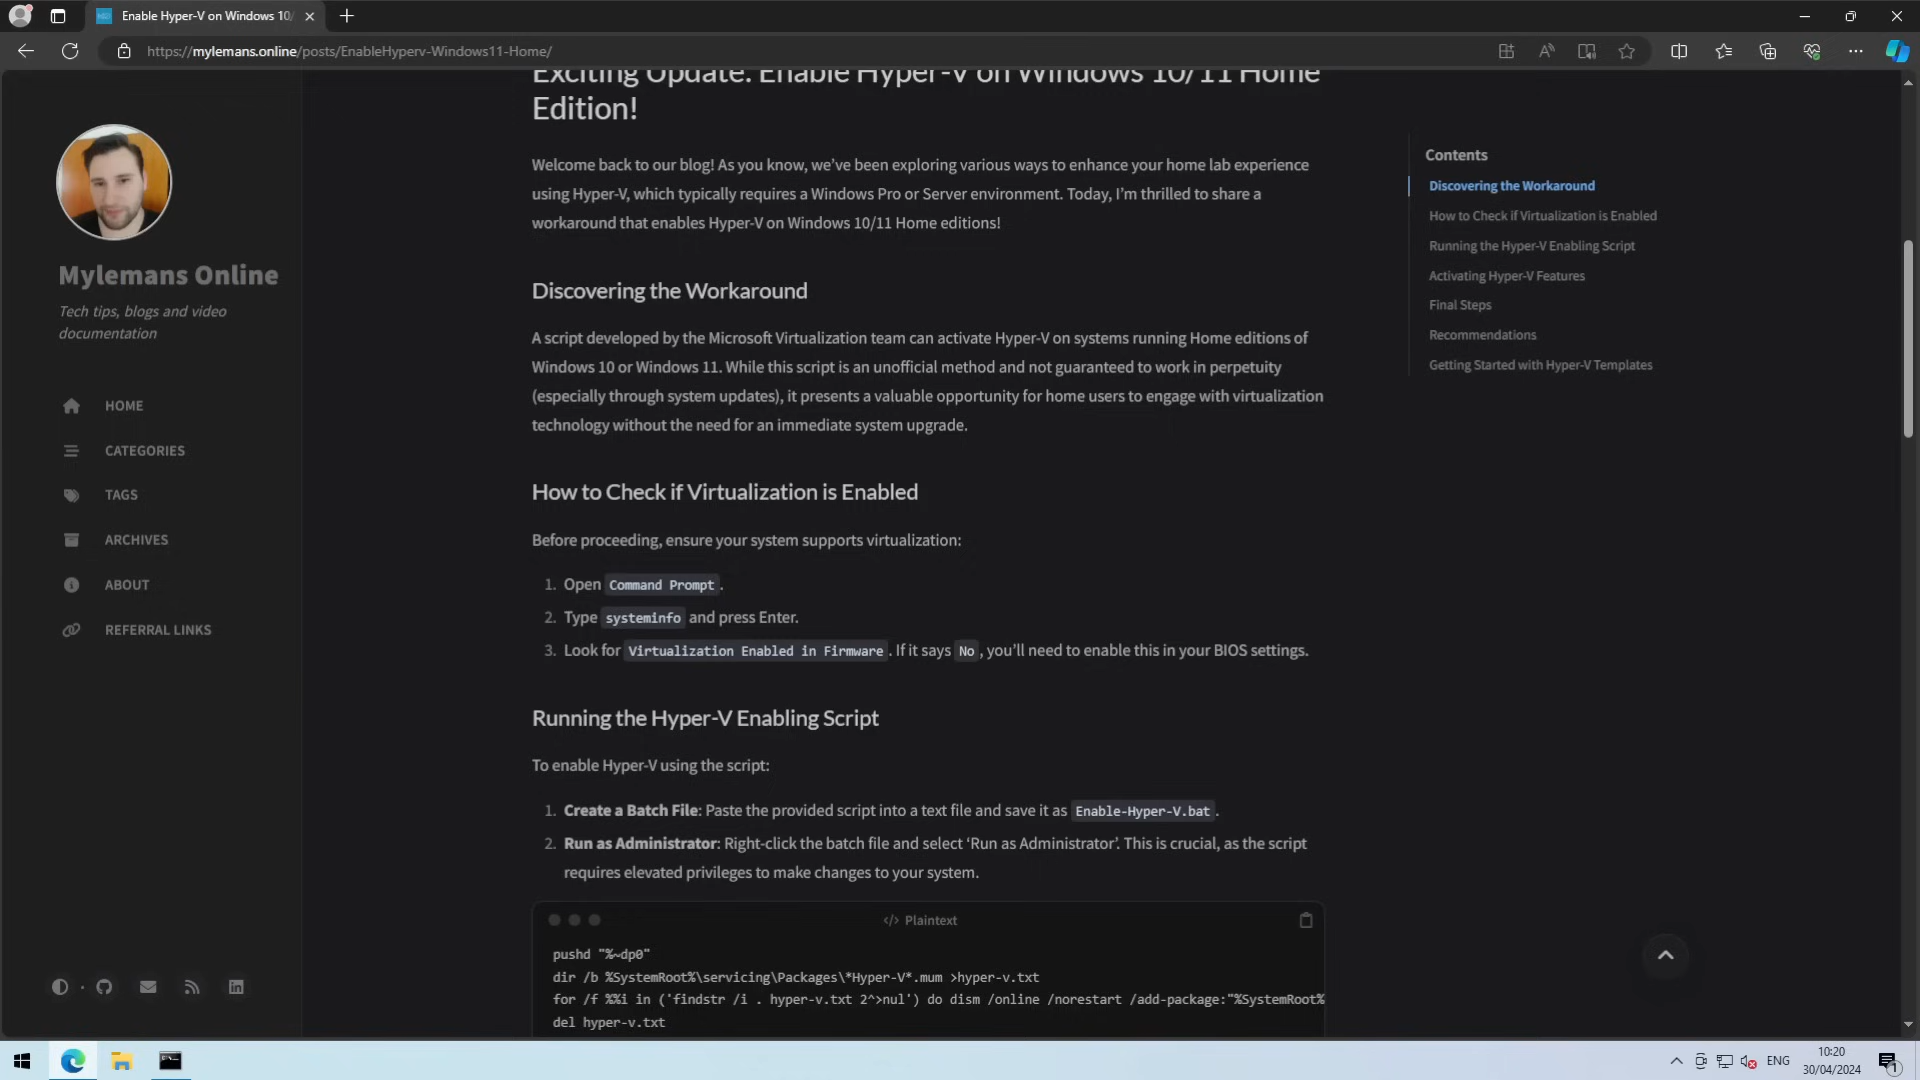 Enable Hyper-V on Windows 10/
https://mylemans.online/posts/EnableHyperv-Windows11-Home/
Mylemans Online
Tech tips, blogs and video
documentation
HOME
CATEGORIES
TAGS
ARCHIVES
ABOUT
REFERRAL LINKS
Exciting Update: Enable Hyper-V on Windows 10/11 Home
Edition!
Welcome back to our blog! As you know, we’ve been exploring various ways to enhance your home lab experience
using Hyper-V, which typically requires a Windows Pro or Server environment. Today, I’m thrilled to share a
workaround that enables Hyper-V on Windows 10/11 Home editions!
Discovering the Workaround
A script developed by the Microsoft Virtualization team can activate Hyper-V on systems running Home editions of
Windows 10 or Windows 11. While this script is an unofficial method and not guaranteed to work in perpetuity
(especially through system updates), it presents a valuable opportunity for home users to engage with virtualization
technology without the need for an immediate system upgrade.
How to Check if Virtualization is Enabled
Before proceeding, ensure your system supports virtualization:
1. Open Command Prompt.
2. Type systeminfo and press Enter.
3. Look for Virtualization Enabled in Firmware. If it says No, you’ll need to enable this in your BIOS settings.
Running the Hyper-V Enabling Script
To enable Hyper-V using the script:
1. Create a Batch File: Paste the provided script into a text file and save it as Enable-Hyper-V.bat.
2. Run as Administrator: Right-click the batch file and select ‘Run as Administrator’. This is crucial, as the script
requires elevated privileges to make changes to your system.
</> Plaintext
pushd "%~dp0"
dir /b %SystemRoot%\servicing\Packages\*Hyper-V*.mum >hyper-v.txt
for /f %%i in ('findstr /i . hyper-v.txt 2^>nul') do dism /online /norestart /add-package:"%SystemRoot%
del hyper-v.txt
Contents
Discovering the Workaround
How to Check if Virtualization is Enabled
Running the Hyper-V Enabling Script
Activating Hyper-V Features
Final Steps
Recommendations
Getting Started with Hyper-V Templates
ENG
10:20
30/04/2024
1